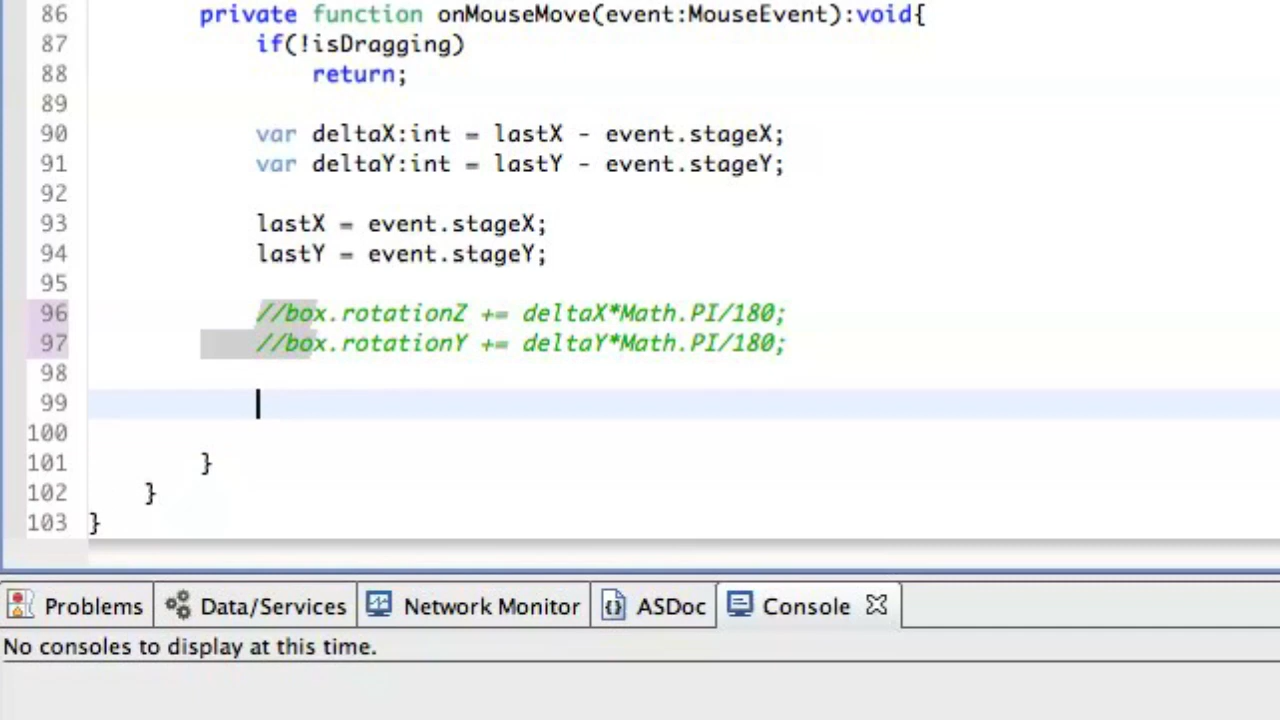 86 private function onMouseMove(event:MouseEvent):void{
87 if(!isDragging)
88 return;
89
90 var deltaX:int = lastX - event.stageX;
91 var deltaY:int = lastY - event.stageY;
92
93 lastX = event.stageX;
94 lastY = event.stageY;
95
96 //box.rotationZ += deltaX*Math.PI/180;
97 //box.rotationY += deltaY*Math.PI/180;
98
99
100
101 }
102 }
103 }
Problems Data/Services Network Monitor ASDoc Console
No consoles to display at this time.